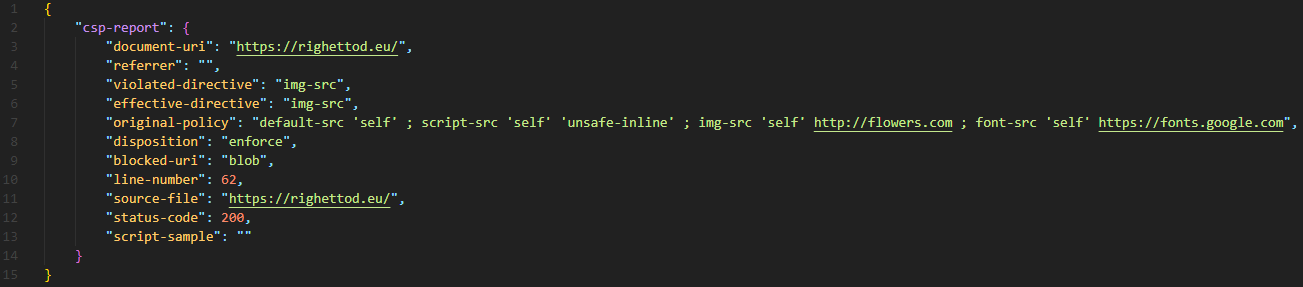 1 {
2     "csp-report": {
3         "document-uri": "https://righettod.eu/",
4         "referrer": "",
5         "violated-directive": "img-src",
6         "effective-directive": "img-src",
7         "original-policy": "default-src 'self' ; script-src 'self' 'unsafe-inline' ; img-src 'self' http://flowers.com ; font-src 'self' https://fonts.google.com",
8         "disposition": "enforce",
9         "blocked-uri": "blob",
10         "line-number": 62,
11         "source-file": "https://righettod.eu/",
12         "status-code": 200,
13         "script-sample": ""
14     }
15 }